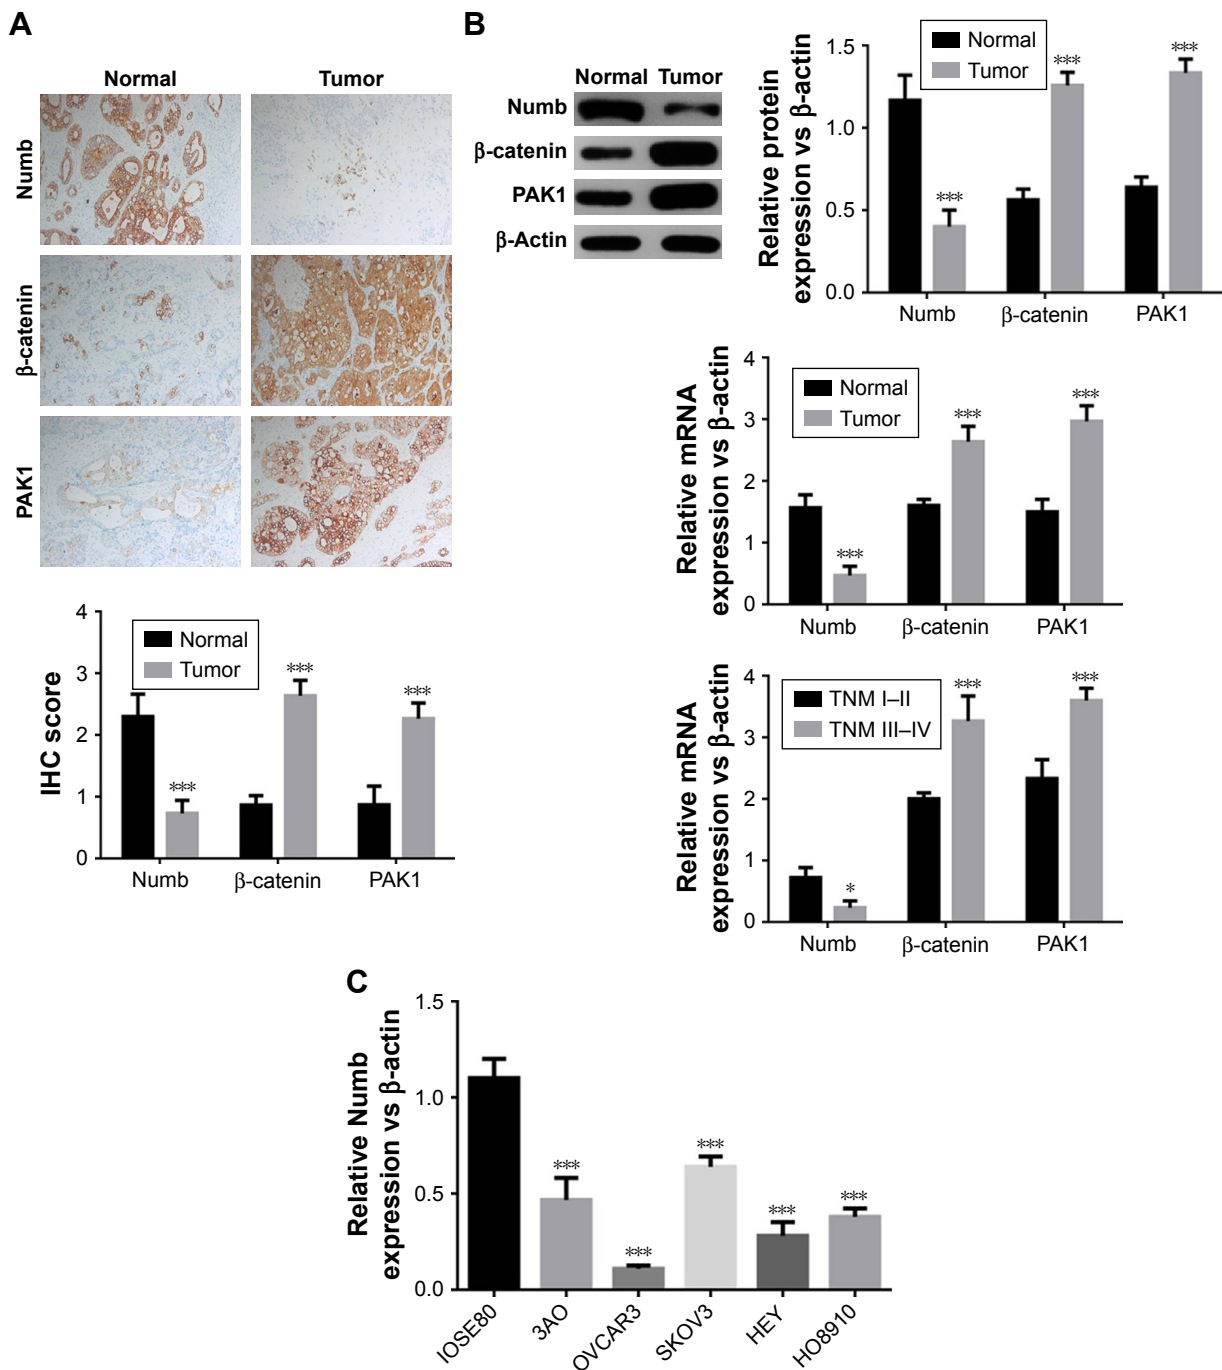 A
Normal Tumor
Numb
β-catenin
PAK1
IHC score
4
3
2
1
0
Normal
Tumor
***
***
***
Numb β-catenin PAK1
B
Normal Tumor
Numb
β-catenin
PAK1
β-Actin
Relative protein
expression vs β-actin
1.5
1.0
0.5
0.0
Normal
Tumor
***
***
***
Numb β-catenin PAK1
Relative mRNA
expression vs β-actin
4
3
2
1
0
Normal
Tumor
***
***
***
Numb β-catenin PAK1
Relative mRNA
expression vs β-actin
4
3
2
1
0
TNM I–II
TNM III–IV
*
***
***
Numb β-catenin PAK1
C
Relative Numb
expression vs β-actin
1.5
1.0
0.5
0.0
***
***
***
***
***
IOSE80 3AO OVCAR3 SKOV3 HEY HO8910